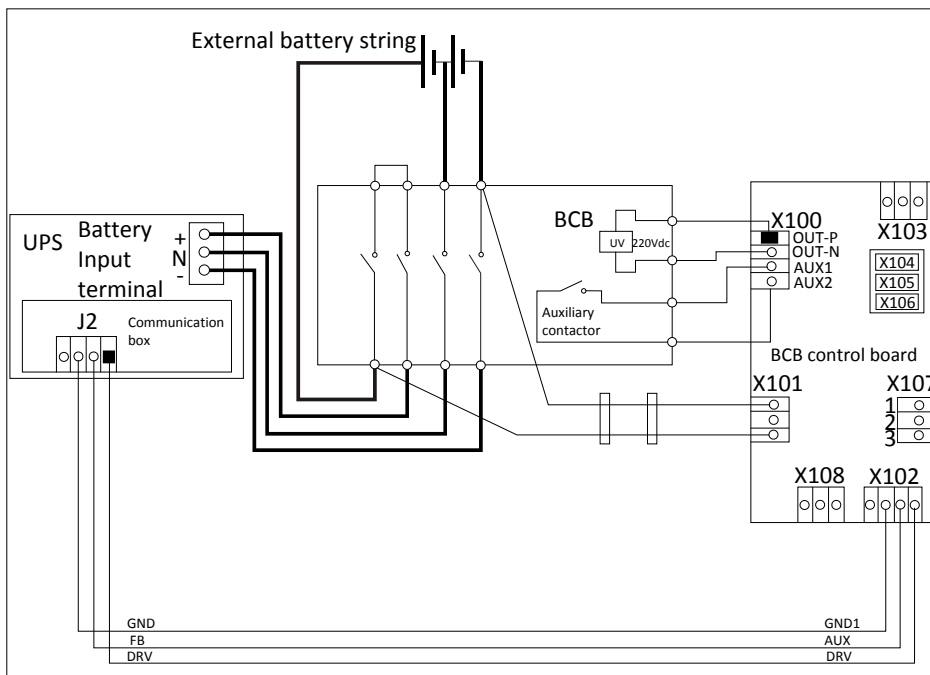 External battery string
UPS
Battery
Input
terminal
+
N
-
J2
Communication
box
BCB
UV
220Vdc
Auxiliary
contactor
X100
OUT-P
OUT-N
AUX1
AUX2
X103
X104
X105
X106
BCB control board
X101
X107
1
2
3
X108
X102
GND
GND1
FB
AUX
DRV
DRV